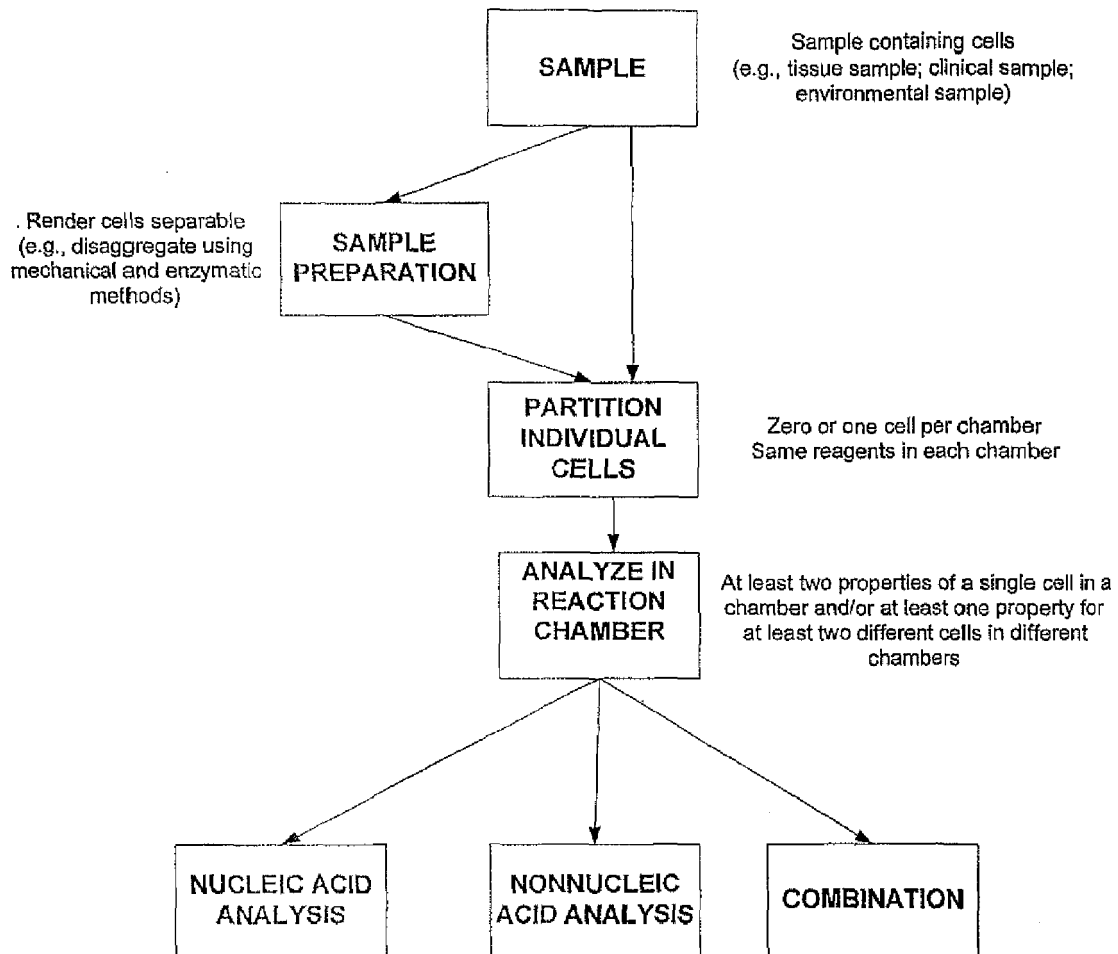 SAMPLE
Sample containing cells
(e.g., tissue sample; clinical sample;
environmental sample)
. Render cells separable
(e.g., disaggregate using
mechanical and enzymatic
methods)
SAMPLE
PREPARATION
PARTITION
INDIVIDUAL
CELLS
Zero or one cell per chamber
Same reagents in each chamber
ANALYZE IN
REACTION
CHAMBER
At least two properties of a single cell in a
chamber and/or at least one property for
at least two different cells in different
chambers
NUCLEIC ACID
ANALYSIS
NONNUCLEIC
ACID ANALYSIS
COMBINATION